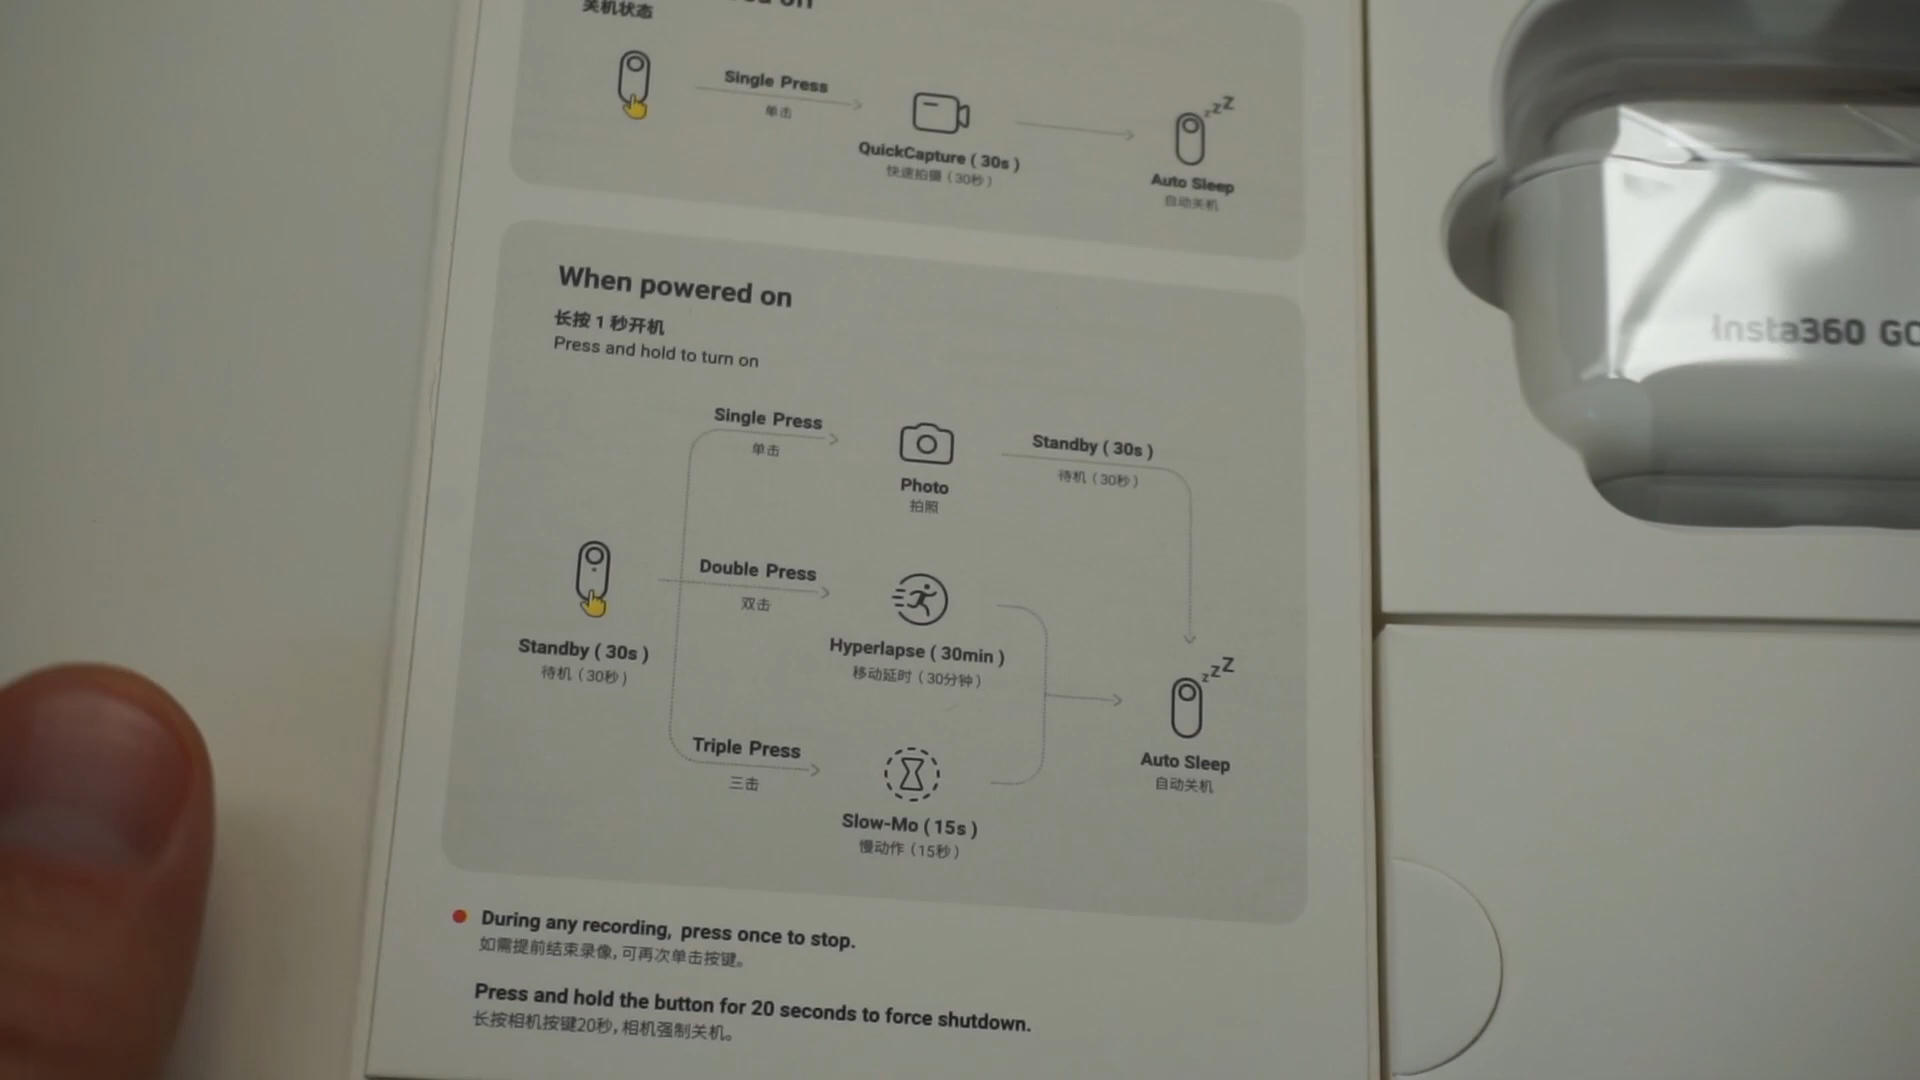 关机状态
Single Press
单击
QuickCapture ( 30s )
快速拍摄（30秒）
zzZ
Auto Sleep
自动关机
When powered on
长按 1 秒开机
Press and hold to turn on
Single Press
单击
Photo
拍照
Standby ( 30s )
待机（30秒）
Double Press
双击
Standby ( 30s )
待机（30秒）
Hyperlapse ( 30min )
移动延时（30分钟）
zzZ
Auto Sleep
自动关机
Triple Press
三击
Slow-Mo ( 15s )
慢动作（15秒）
During any recording, press once to stop.
如需提前结束录像，可再次单击按键。
Press and hold the button for 20 seconds to force shutdown.
长按相机按键20秒，相机强制关机。
Insta360 GO